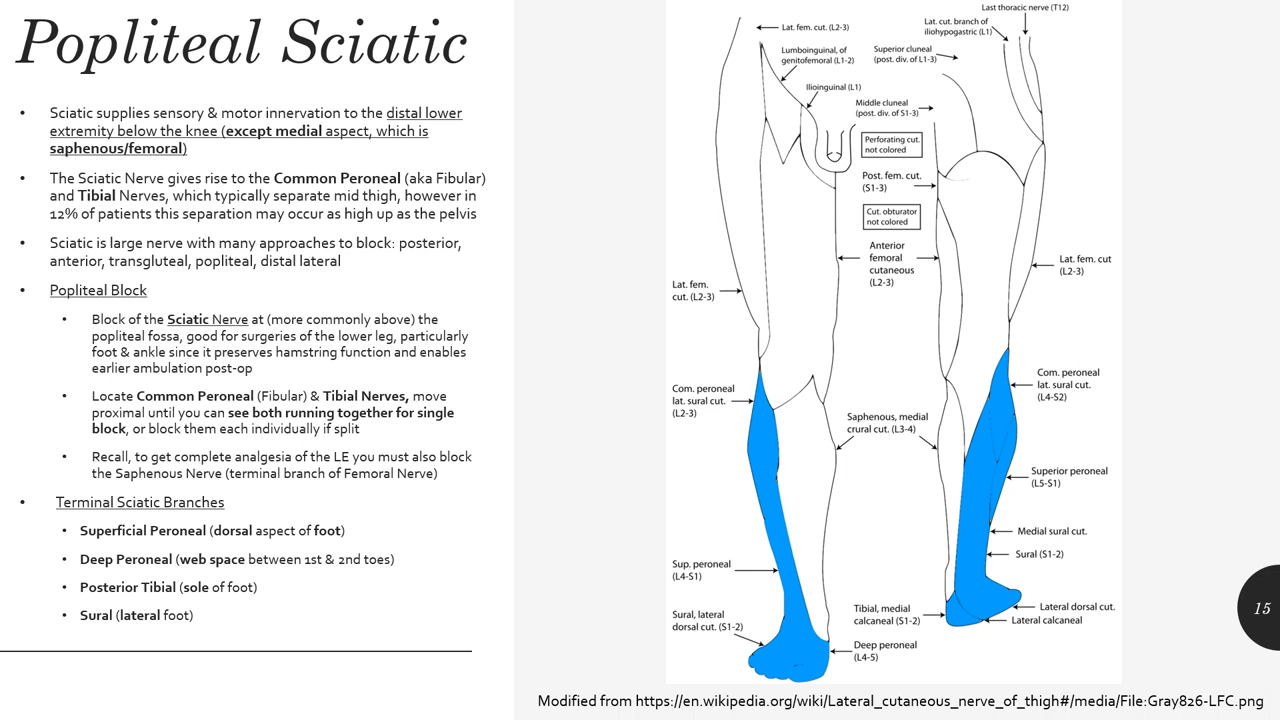 Popliteal Sciatic
• Sciatic supplies sensory & motor innervation to the distal lower
extremity below the knee (except medial aspect, which is
saphenous/femoral)
• The Sciatic Nerve gives rise to the Common Peroneal (aka Fibular)
and Tibial Nerves, which typically separate mid thigh, however in
12% of patients this separation may occur as high up as the pelvis
• Sciatic is large nerve with many approaches to block: posterior,
anterior, transgluteal, popliteal, distal lateral
• Popliteal Block
• Block of the Sciatic Nerve at (more commonly above) the
popliteal fossa, good for surgeries of the lower leg, particularly
foot & ankle since it preserves hamstring function and enables
earlier ambulation post-op
• Locate Common Peroneal (Fibular) & Tibial Nerves, move
proximal until you can see both running together for single
block, or block them each individually if split
• Recall, to get complete analgesia of the LE you must also block
the Saphenous Nerve (terminal branch of Femoral Nerve)
• Terminal Sciatic Branches
• Superficial Peroneal (dorsal aspect of foot)
• Deep Peroneal (web space between 1st & 2nd toes)
• Posterior Tibial (sole of foot)
• Sural (lateral foot)
Last thoracic nerve (T12)
Lat. fem. cut. (L2-3)
Lat. cut. branch of
iliohypogastric (L1)
Lumboinguinal, of
genitofemoral (L1-2)
Superior cluneal
(post. div. of L1-3)
Ilioinguinal (L1)
Middle cluneal
(post. div. of S1-3)
Perforating cut.
not colored
Post. fem. cut.
(S1-3)
Cut. obturator
not colored
Anterior
femoral
cutaneous
(L2-3)
Lat. fem. cut
(L2-3)
Lat. fem.
cut. (L2-3)
Com. peroneal
lat. sural cut.
(L2-3)
Com. peroneal
lat. sural cut.
(L4-S2)
Saphenous, medial
crural cut. (L3-4)
Superior peroneal
(L5-S1)
Medial sural cut.
Sural (S1-2)
Sup. peroneal
(L4-S1)
Sural, lateral
dorsal cut. (S1-2)
Tibial, medial
calcaneal (S1-2)
Lateral dorsal cut.
Lateral calcaneal
Deep peroneal
(L4-5)
15
Modified from https://en.wikipedia.org/wiki/Lateral_cutaneous_nerve_of_thigh#/media/File:Gray826-LFC.png